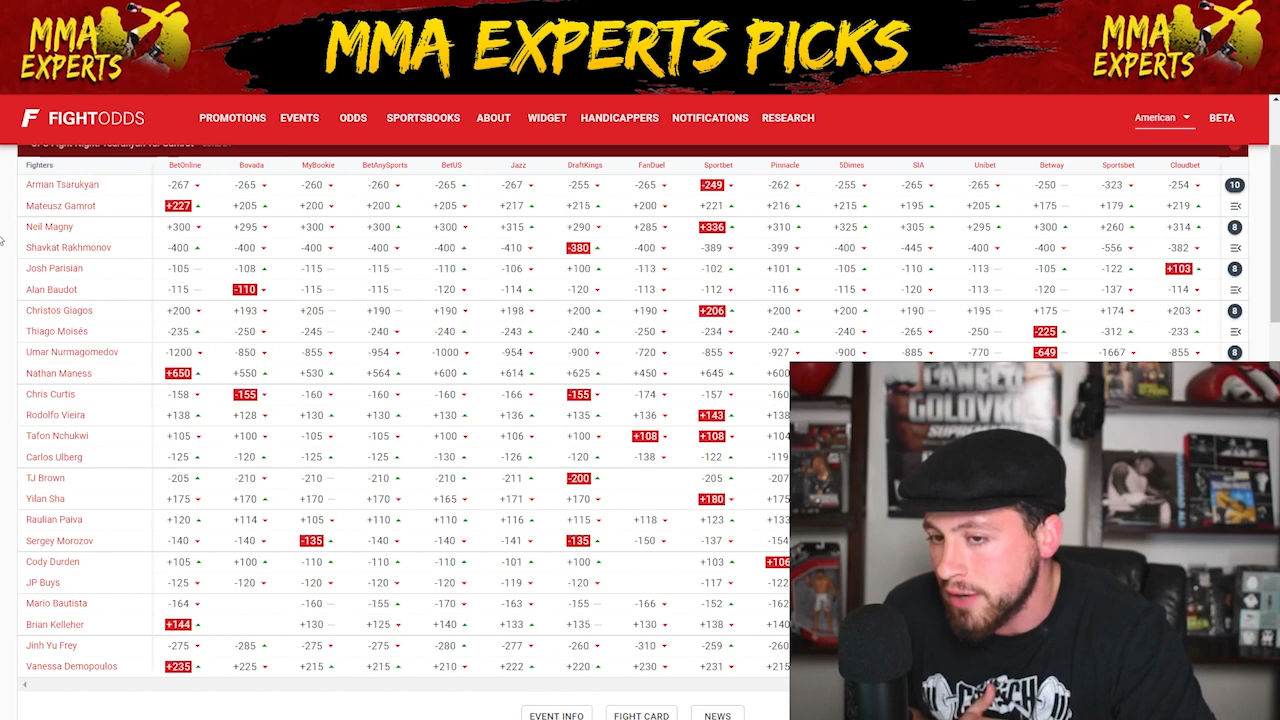 MMA EXPERTS
MMA EXPERTS PICKS
MMA EXPERTS
FIGHTODDS PROMOTIONS EVENTS ODDS SPORTSBOOKS ABOUT WIDGET HANDICAPPERS NOTIFICATIONS RESEARCH American BETA
Fighters BetOnline Bovada MyBookie BetAnySports BetUS Jazz DraftKings FanDuel Sportbet Pinnacle 5Dimes SIA Unibet Betway Sportsbet Cloudbet
Arman Tsarukyan -267 -265 -260 -260 -265 -267 -255 -265 -249 -262 -255 -265 -265 -250 -323 -254 10
Mateusz Gamrot +227 +205 +200 +200 +205 +217 +215 +200 +221 +216 +215 +195 +205 +175 +179 +219
Neil Magny +300 +295 +300 +300 +300 +315 +290 +285 +336 +310 +325 +305 +295 +300 +260 +314 8
Shavkat Rakhmonov -400 -400 -400 -400 -400 -410 -380 -400 -389 -399 -400 -445 -400 -400 -556 -382
Josh Parisian -105 -108 -115 -115 -110 -106 +100 -113 -102 +101 -105 -110 -113 -105 -122 +103 8
Alan Baudot -115 -110 -115 -115 -120 -114 -120 -113 -112 -116 -115 -120 -113 -120 -137 -114
Christos Giagos +200 +193 +205 +190 +190 +198 +200 +190 +206 +200 +200 +190 +195 +175 +174 +203 8
Thiago Moisés -235 -250 -245 -240 -240 -243 -240 -250 -234 -240 -240 -265 -250 -225 -312 -233
Umar Nurmagomedov -1200 -850 -855 -954 -1000 -954 -900 -720 -855 -927 -900 -885 -770 -649 -1667 -855 8
Nathan Maness +650 +550 +530 +564 +600 +614 +625 +450 +645 +600
Chris Curtis -158 -155 -160 -160 -160 -166 -155 -174 -157 -160
Rodolfo Vieira +138 +128 +130 +130 +130 +136 +135 +136 +143
Tafon Nchukwi +105 +100 -105 -105 +100 +106 +100 +108 +108 +104
Carlos Ulberg -125 -120 -125 -125 -130 -126 -120 -138 -122 -119
TJ Brown -205 -210 -210 -210 -210 -211 -200 -205 -207
Yilan Sha +175 +170 +170 +170 +165 +171 +170 +180 +175
Raulian Paiva +120 +114 +105 +110 +110 +116 +115 +118 +123 +133
Sergey Morozov -140 -140 -135 -140 -140 -141 -135 -150 -137 -154
Cody Durden +105 +100 -110 -110 -110 -101 +100 +103 +106
JP Buys -125 -120 -120 -120 -120 -119 -120 -117 -122
Mario Bautista -164 -160 -155 -170 -163 -155 -166 -152 -162
Brian Kelleher +144 +130 +125 +140 +133 +135 +130 +138 +140
Jinh Yu Frey -275 -285 -275 -275 -280 -277 -260 -310 -259 -260
Vanessa Demopoulos +235 +225 +215 +215 +210 +222 +220 +230 +231 +215
EVENT INFO FIGHT CARD NEWS
CANELO
GOLOVKIN